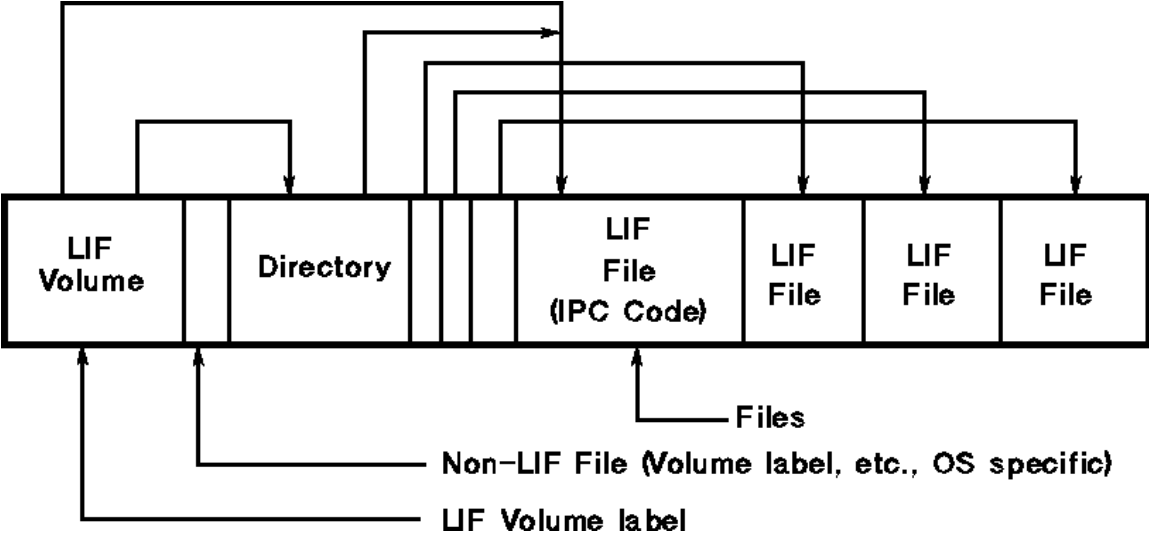 LIF
Volume
Directory
LIF
File
(IPC Code)
LIF
File
LIF
File
LIF
File
Files
Non-LIF File (Volume label, etc., OS specific)
LIF Volume label